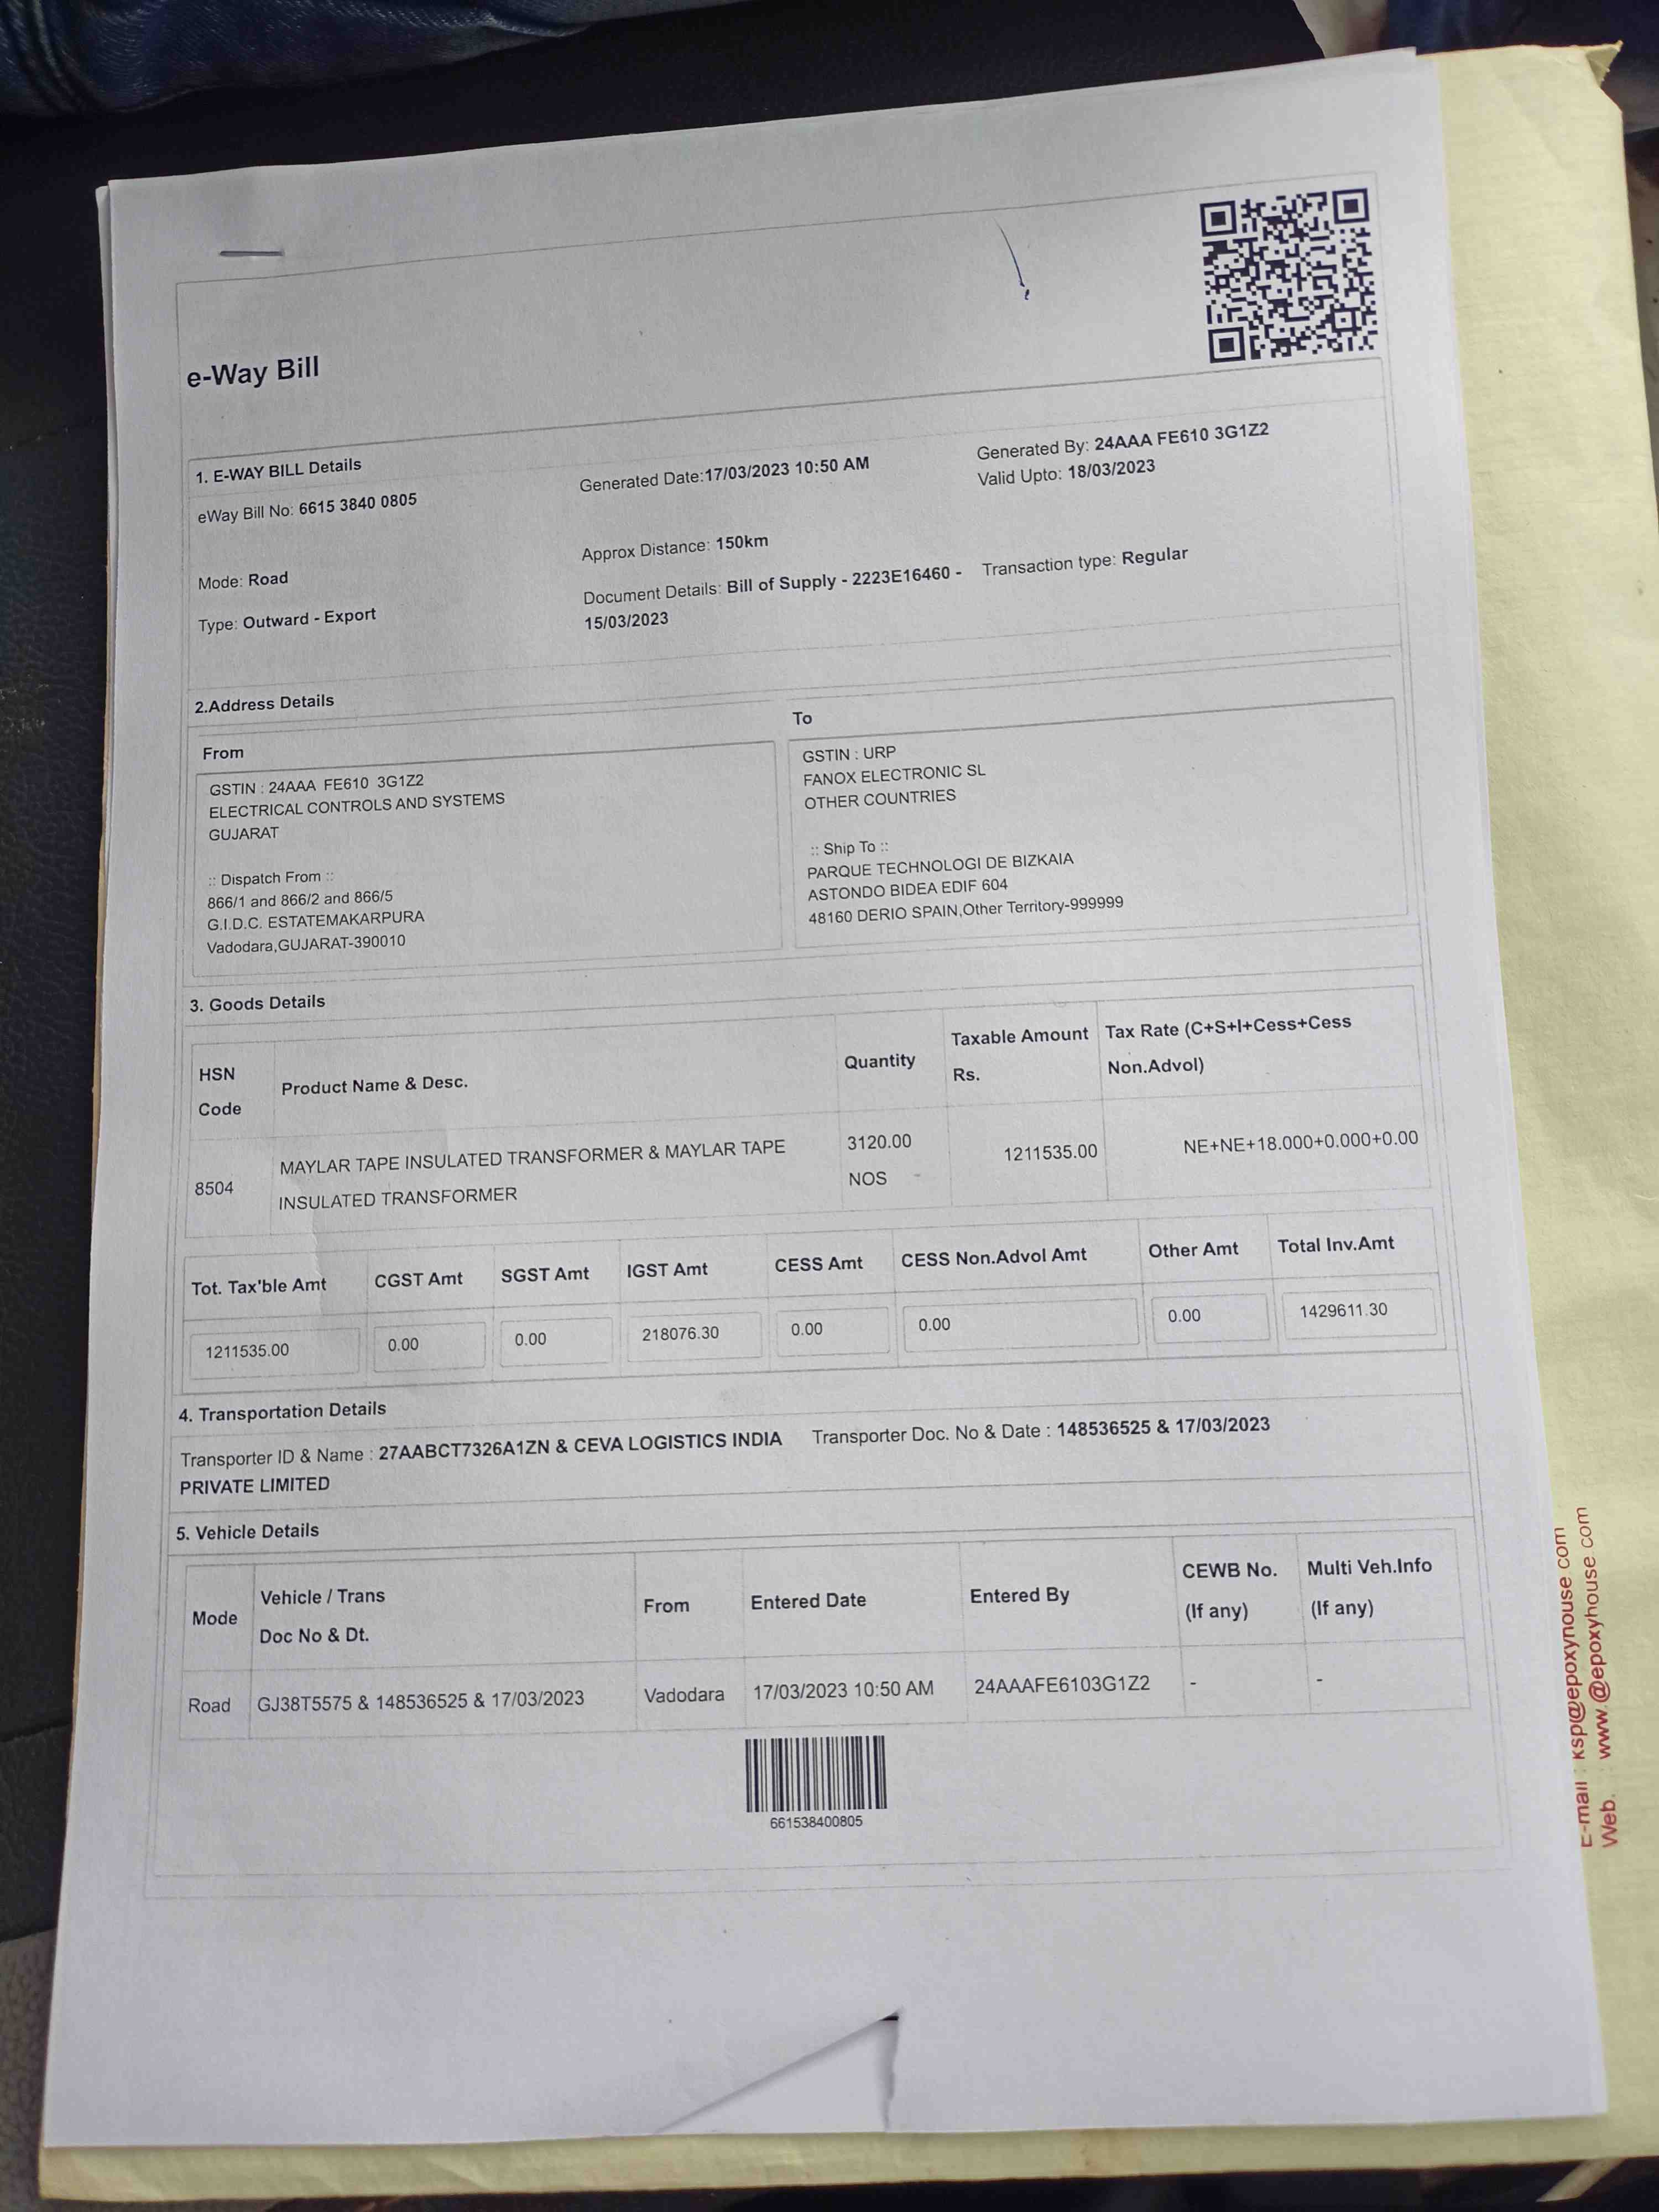 e-Way Bill
1. E-WAY BILL Details
eWay Bill No: 6615 3840 0805
Generated Date:17/03/2023 10:50 AM
Generated By: 24AAA FE610 3G1Z2
Valid Upto: 18/03/2023
Mode: Road
Approx Distance: 150km
Type: Outward - Export
Document Details: Bill of Supply - 2223E16460 -
15/03/2023
Transaction type: Regular
2.Address Details
From
GSTIN : 24AAA FE610 3G1Z2
ELECTRICAL CONTROLS AND SYSTEMS
GUJARAT
:: Dispatch From ::
866/1 and 866/2 and 866/5
G.I.D.C. ESTATEMAKARPURA
Vadodara,GUJARAT-390010
To
GSTIN : URP
FANOX ELECTRONIC SL
OTHER COUNTRIES
:: Ship To ::
PARQUE TECHNOLOGI DE BIZKAIA
ASTONDO BIDEA EDIF 604
48160 DERIO SPAIN,Other Territory-999999
3. Goods Details
HSN
Code
Product Name & Desc.
Quantity
Taxable Amount
Rs.
Tax Rate (C+S+I+Cess+Cess
Non.Advol)
8504
MAYLAR TAPE INSULATED TRANSFORMER & MAYLAR TAPE
INSULATED TRANSFORMER
3120.00
NOS
1211535.00
NE+NE+18.000+0.000+0.00
Tot. Tax'ble Amt CGST Amt SGST Amt IGST Amt CESS Amt CESS Non.Advol Amt Other Amt Total Inv.Amt
1211535.00 0.00 0.00 218076.30 0.00 0.00 0.00 1429611.30
4. Transportation Details
Transporter ID & Name : 27AABCT7326A1ZN & CEVA LOGISTICS INDIA
PRIVATE LIMITED
Transporter Doc. No & Date : 148536525 & 17/03/2023
5. Vehicle Details
Mode
Vehicle / Trans
Doc No & Dt.
From
Entered Date
Entered By
CEWB No.
(If any)
Multi Veh.Info
(If any)
Road GJ38T5575 & 148536525 & 17/03/2023 Vadodara 17/03/2023 10:50 AM 24AAAFE6103G1Z2 - -
661538400805
E-mail : ksp@epoxyhouse.com
Web. : www.@epoxyhouse.com